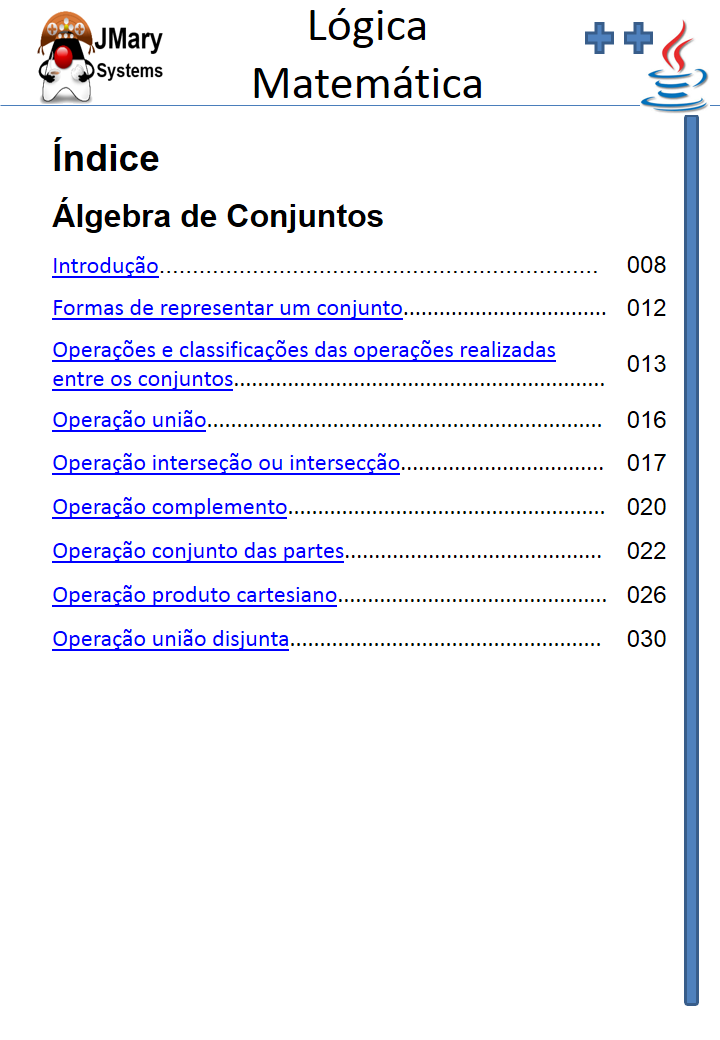 JMary
Systems
Lógica
Matemática
Índice
Álgebra de Conjuntos
Introdução.................................................................. 008
Formas de representar um conjunto.................................. 012
Operações e classificações das operações realizadas
entre os conjuntos.............................................................. 013
Operação união.................................................................. 016
Operação interseção ou intersecção.................................. 017
Operação complemento..................................................... 020
Operação conjunto das partes........................................... 022
Operação produto cartesiano............................................. 026
Operação união disjunta.................................................... 030